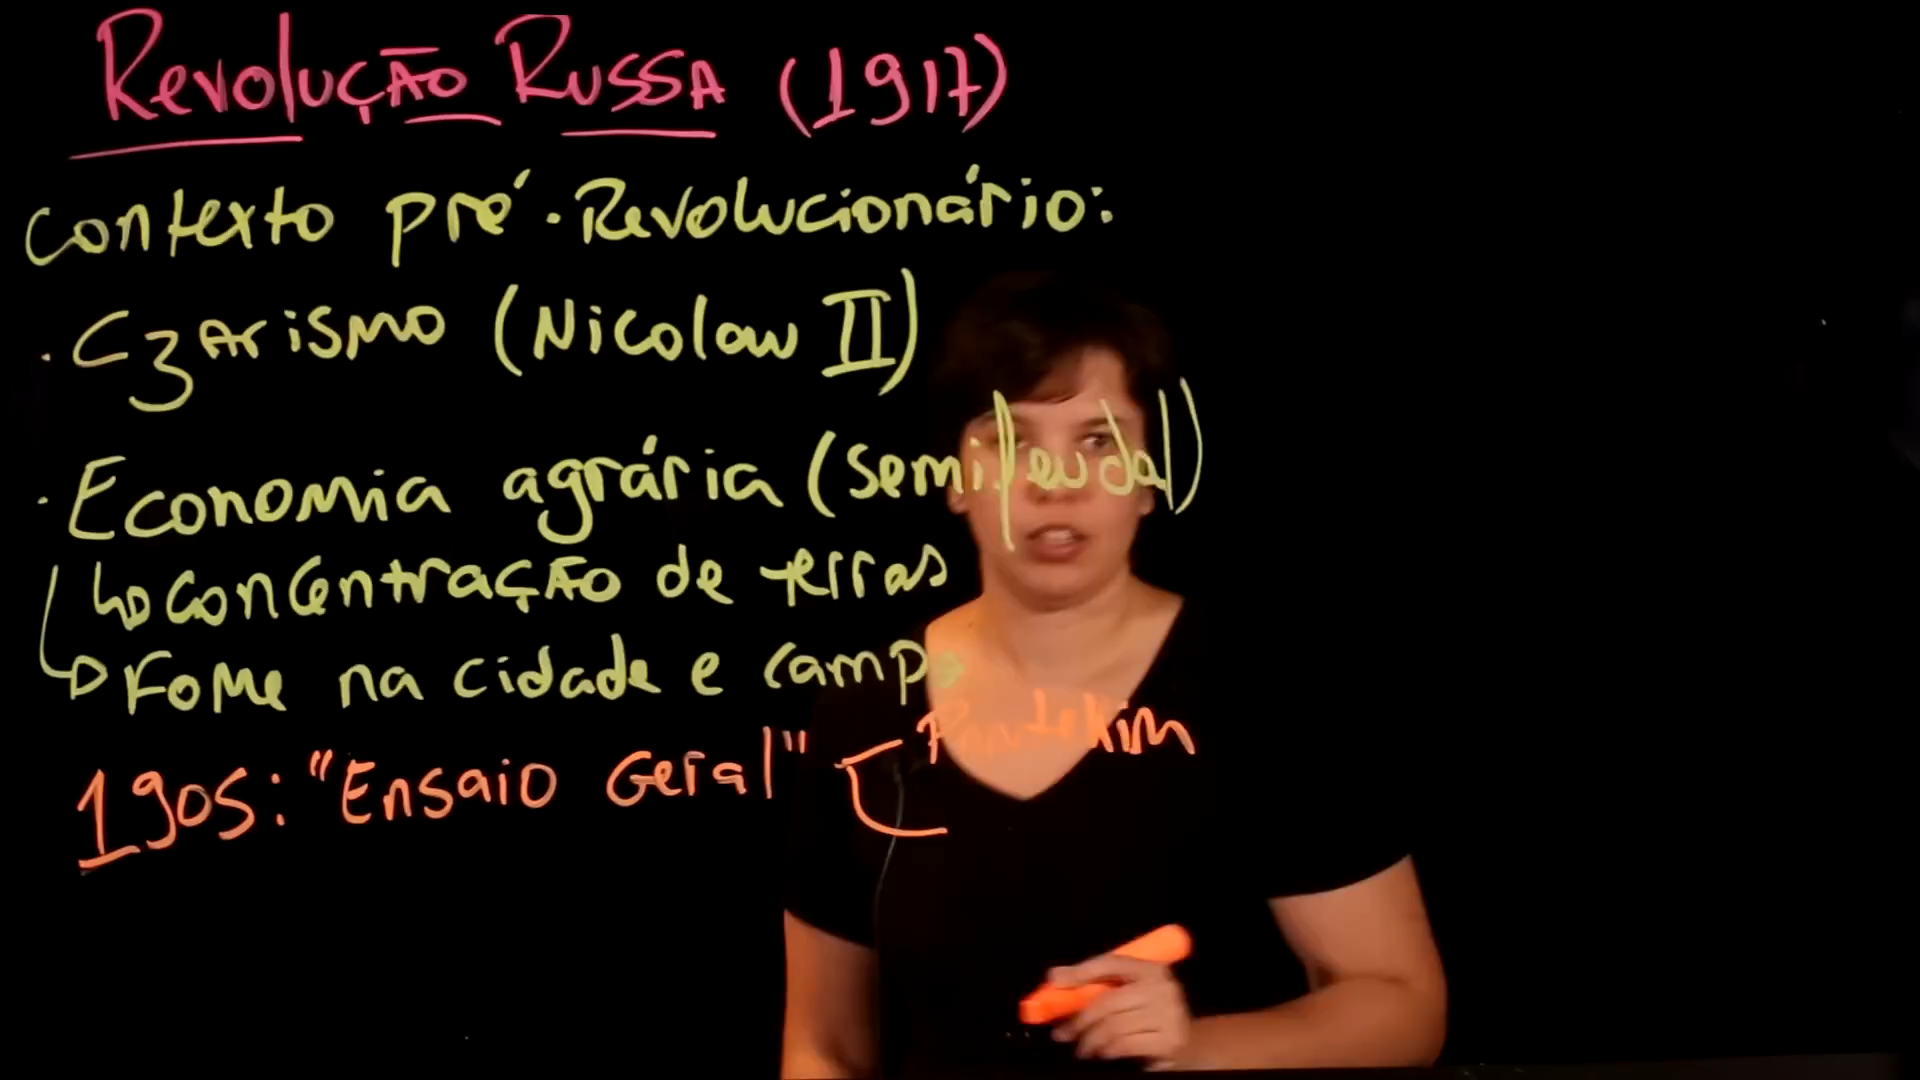 Revolução Russa (1917)
Contexto pré-Revolucionário:
· Czarismo (Nicolau II)
· Economia agrária (semifeudal)
↳ Concentração de terras
↳ Fome na cidade e campo
1905: "Ensaio Geral"